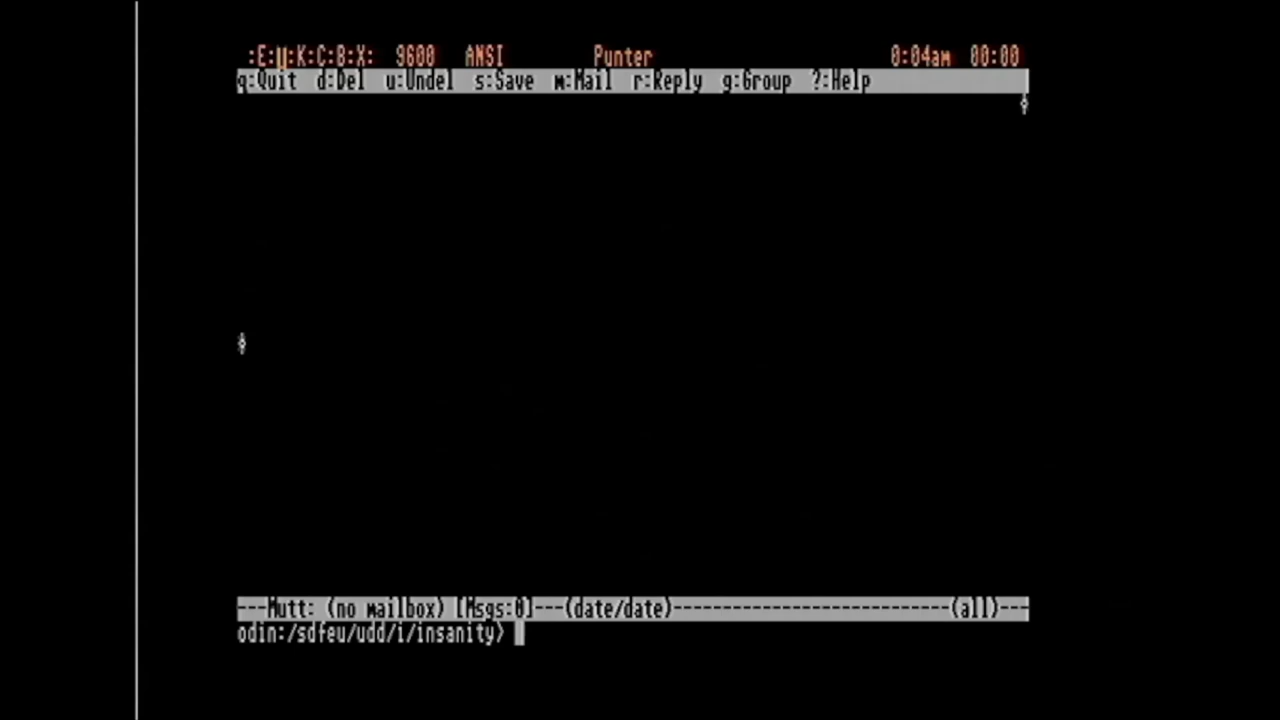 :E:u:K:C:B:X: 9600 ANSI Punter 0:04am 00:00
q:Quit d:Del u:Undel s:Save m:Mail r:Reply g:Group ?:Help
---Mutt: (no mailbox) [Msgs:0]---(date/date)----------------------------(all)---
odin:/sdfeu/udd/i/insanity>